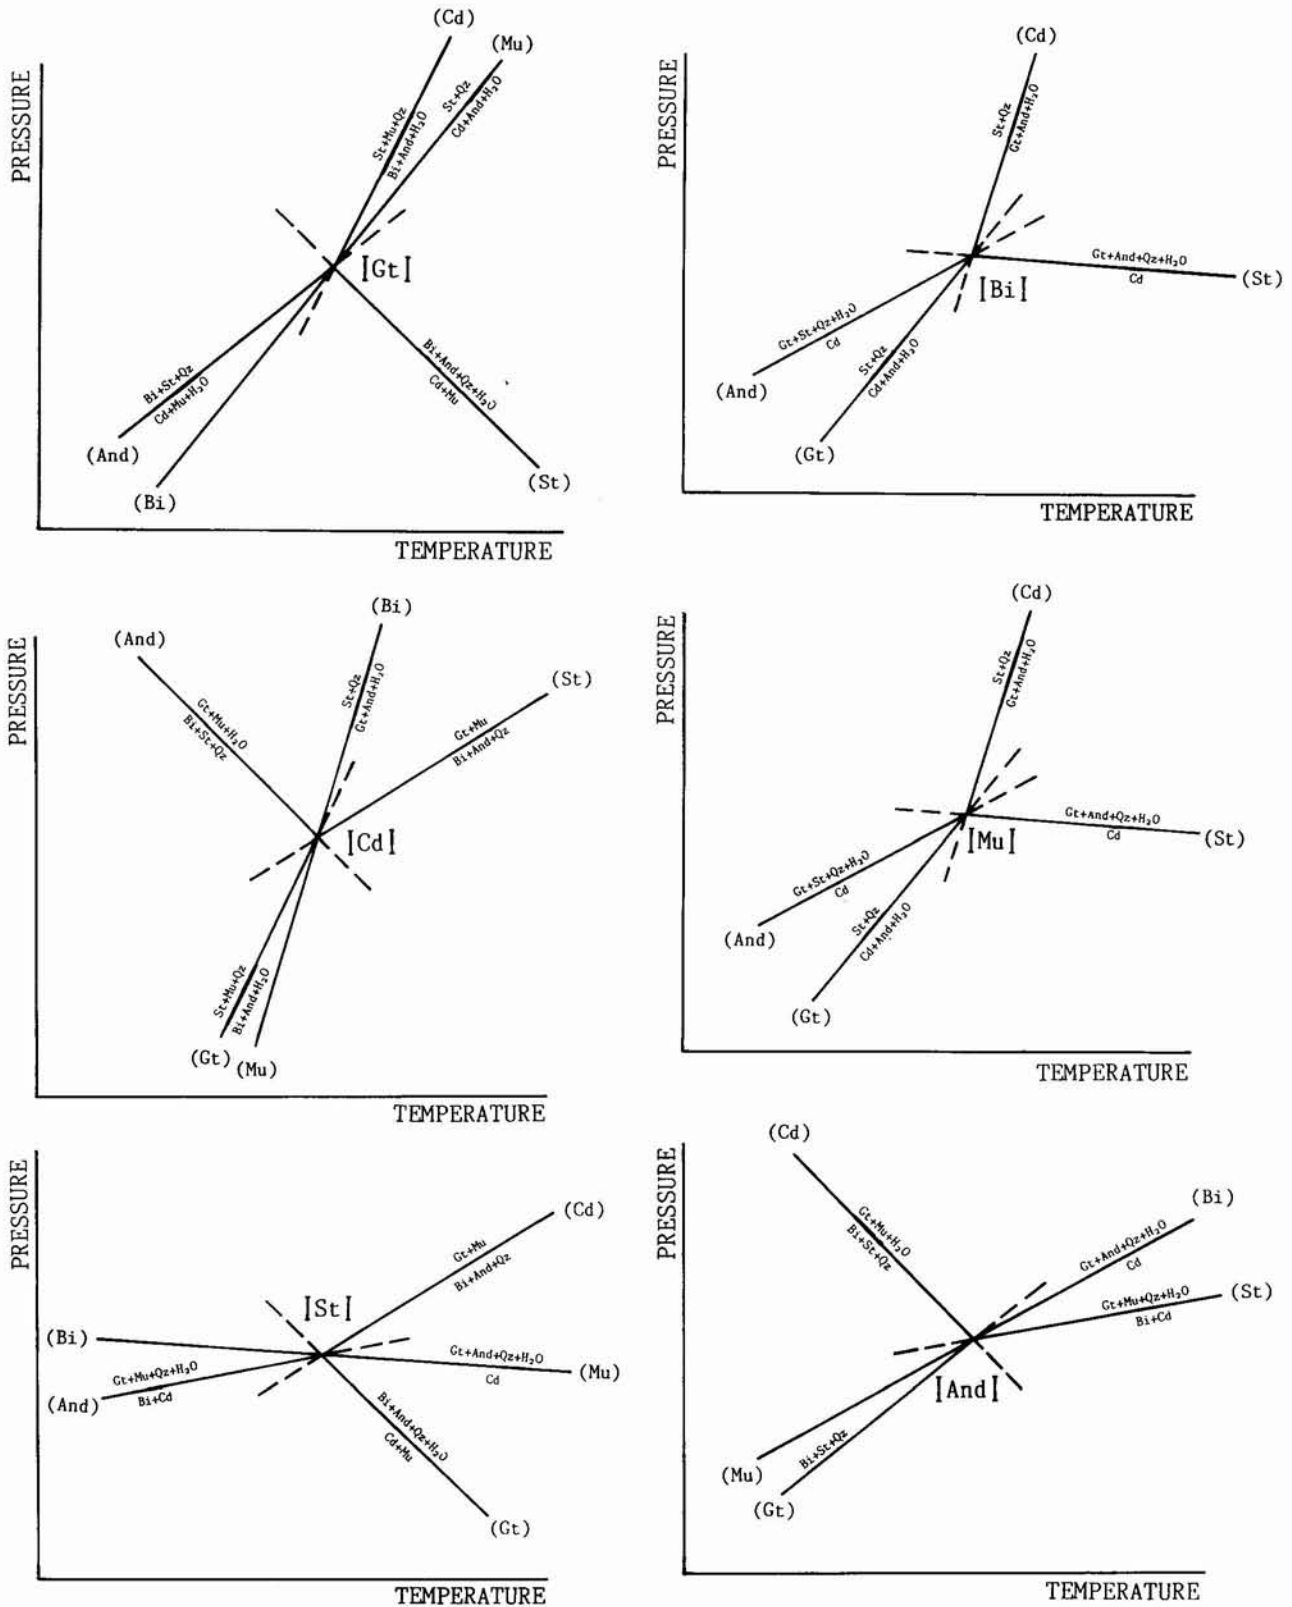 (Cd)
(Mu)
PRESSURE
St+Mu+Qz
Bi+And+H₂O
St+Qz
Cd+And+H₂O
[Gt]
Bi+St+Qz
Cd+Mu+H₂O
Bi+And+Qz+H₂O
Cd+Mu
(And)
(Bi)
(St)
TEMPERATURE
(Cd)
PRESSURE
St+Qz
Gt+And+H₂O
Gt+And+Qz+H₂O
Cd
(St)
[Bi]
Gt+St+Qz+H₂O
Cd
St+Qz
Cd+And+H₂O
(And)
(Gt)
TEMPERATURE
(Bi)
(And)
PRESSURE
St+Qz
Gt+And+H₂O
(St)
Gt+Mu+H₂O
Bi+St+Qz
Gt+Mu
Bi+And+Qz
[Cd]
St+Mu+Qz
Bi+And+H₂O
(Gt)
(Mu)
TEMPERATURE
(Cd)
PRESSURE
St+Qz
Gt+And+H₂O
Gt+And+Qz+H₂O
Cd
(St)
[Mu]
Gt+St+Qz+H₂O
Cd
St+Qz
Cd+And+H₂O
(And)
(Gt)
TEMPERATURE
PRESSURE
(Cd)
Gt+Mu
Bi+And+Qz
[St]
(Bi)
Gt+Mu+Qz+H₂O
Bi+Cd
(And)
Gt+And+Qz+H₂O
Cd
(Mu)
Bi+And+Qz+H₂O
Cd+Mu
(Gt)
TEMPERATURE
(Cd)
PRESSURE
(Bi)
Gt+Mu+H₂O
Bi+St+Qz
Gt+And+Qz+H₂O
Cd
Gt+Mu+Qz+H₂O
Bi+Cd
(St)
[And]
Bi+St+Qz
(Mu)
(Gt)
TEMPERATURE